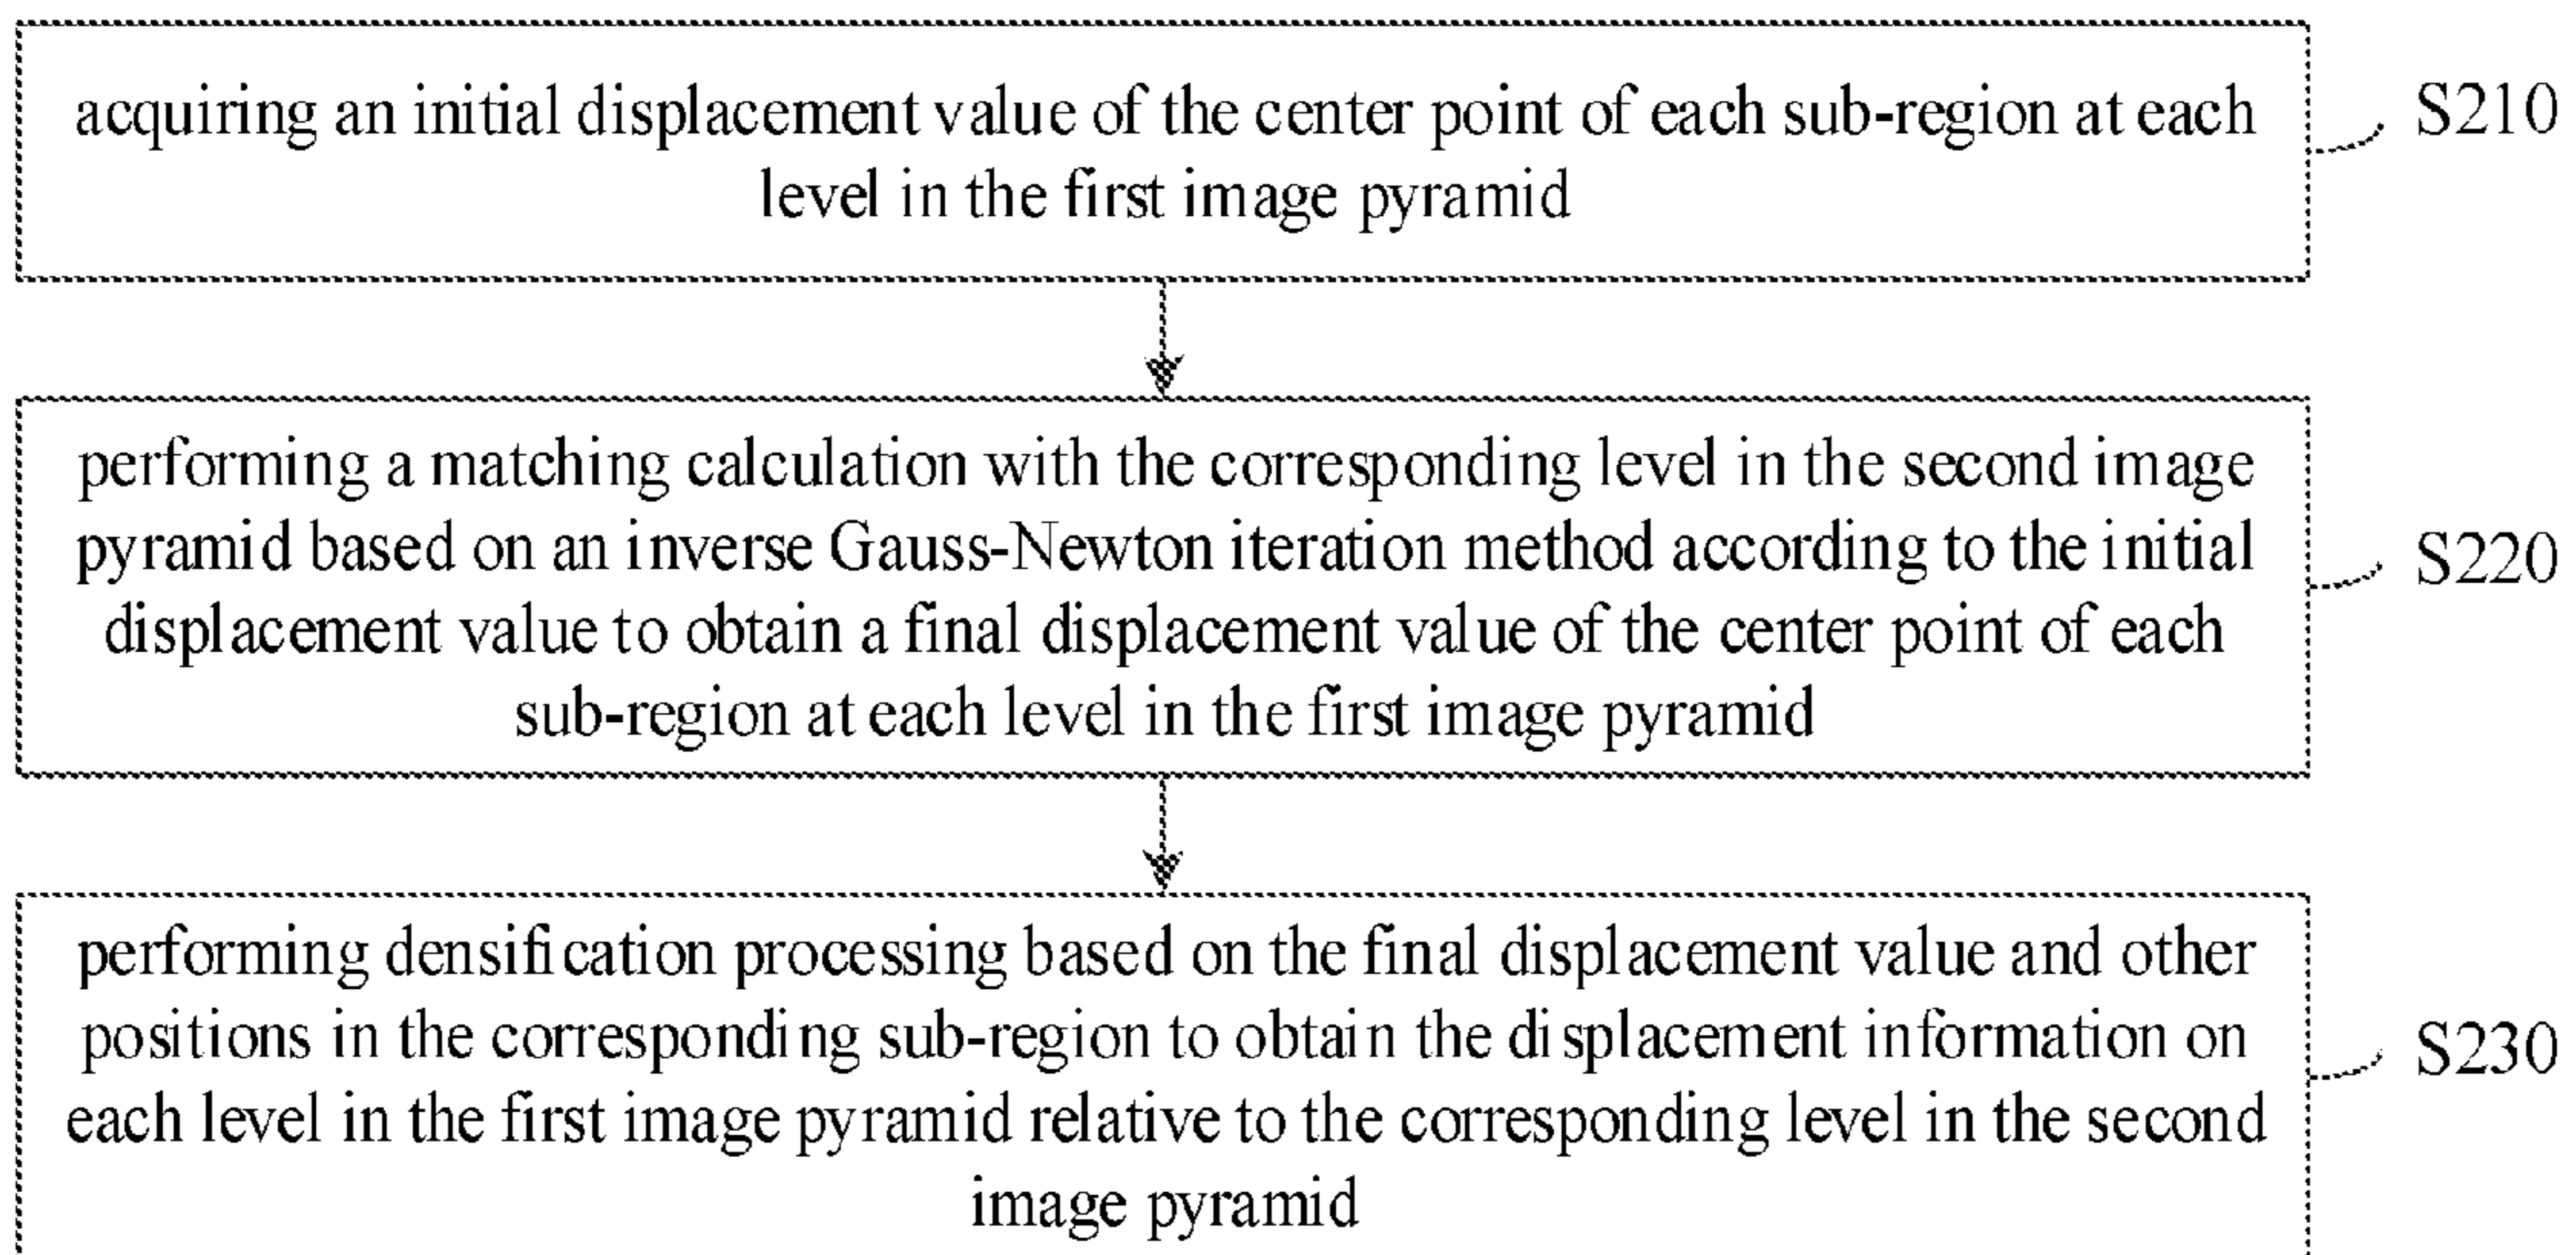 acquiring an initial displacement value of the center point of each sub-region at each
level in the first image pyramid
S210
performing a matching calculation with the corresponding level in the second image
pyramid based on an inverse Gauss-Newton iteration method according to the initial
displacement value to obtain a final displacement value of the center point of each
sub-region at each level in the first image pyramid
S220
performing densification processing based on the final displacement value and other
positions in the corresponding sub-region to obtain the displacement information on
each level in the first image pyramid relative to the corresponding level in the second
image pyramid
S230